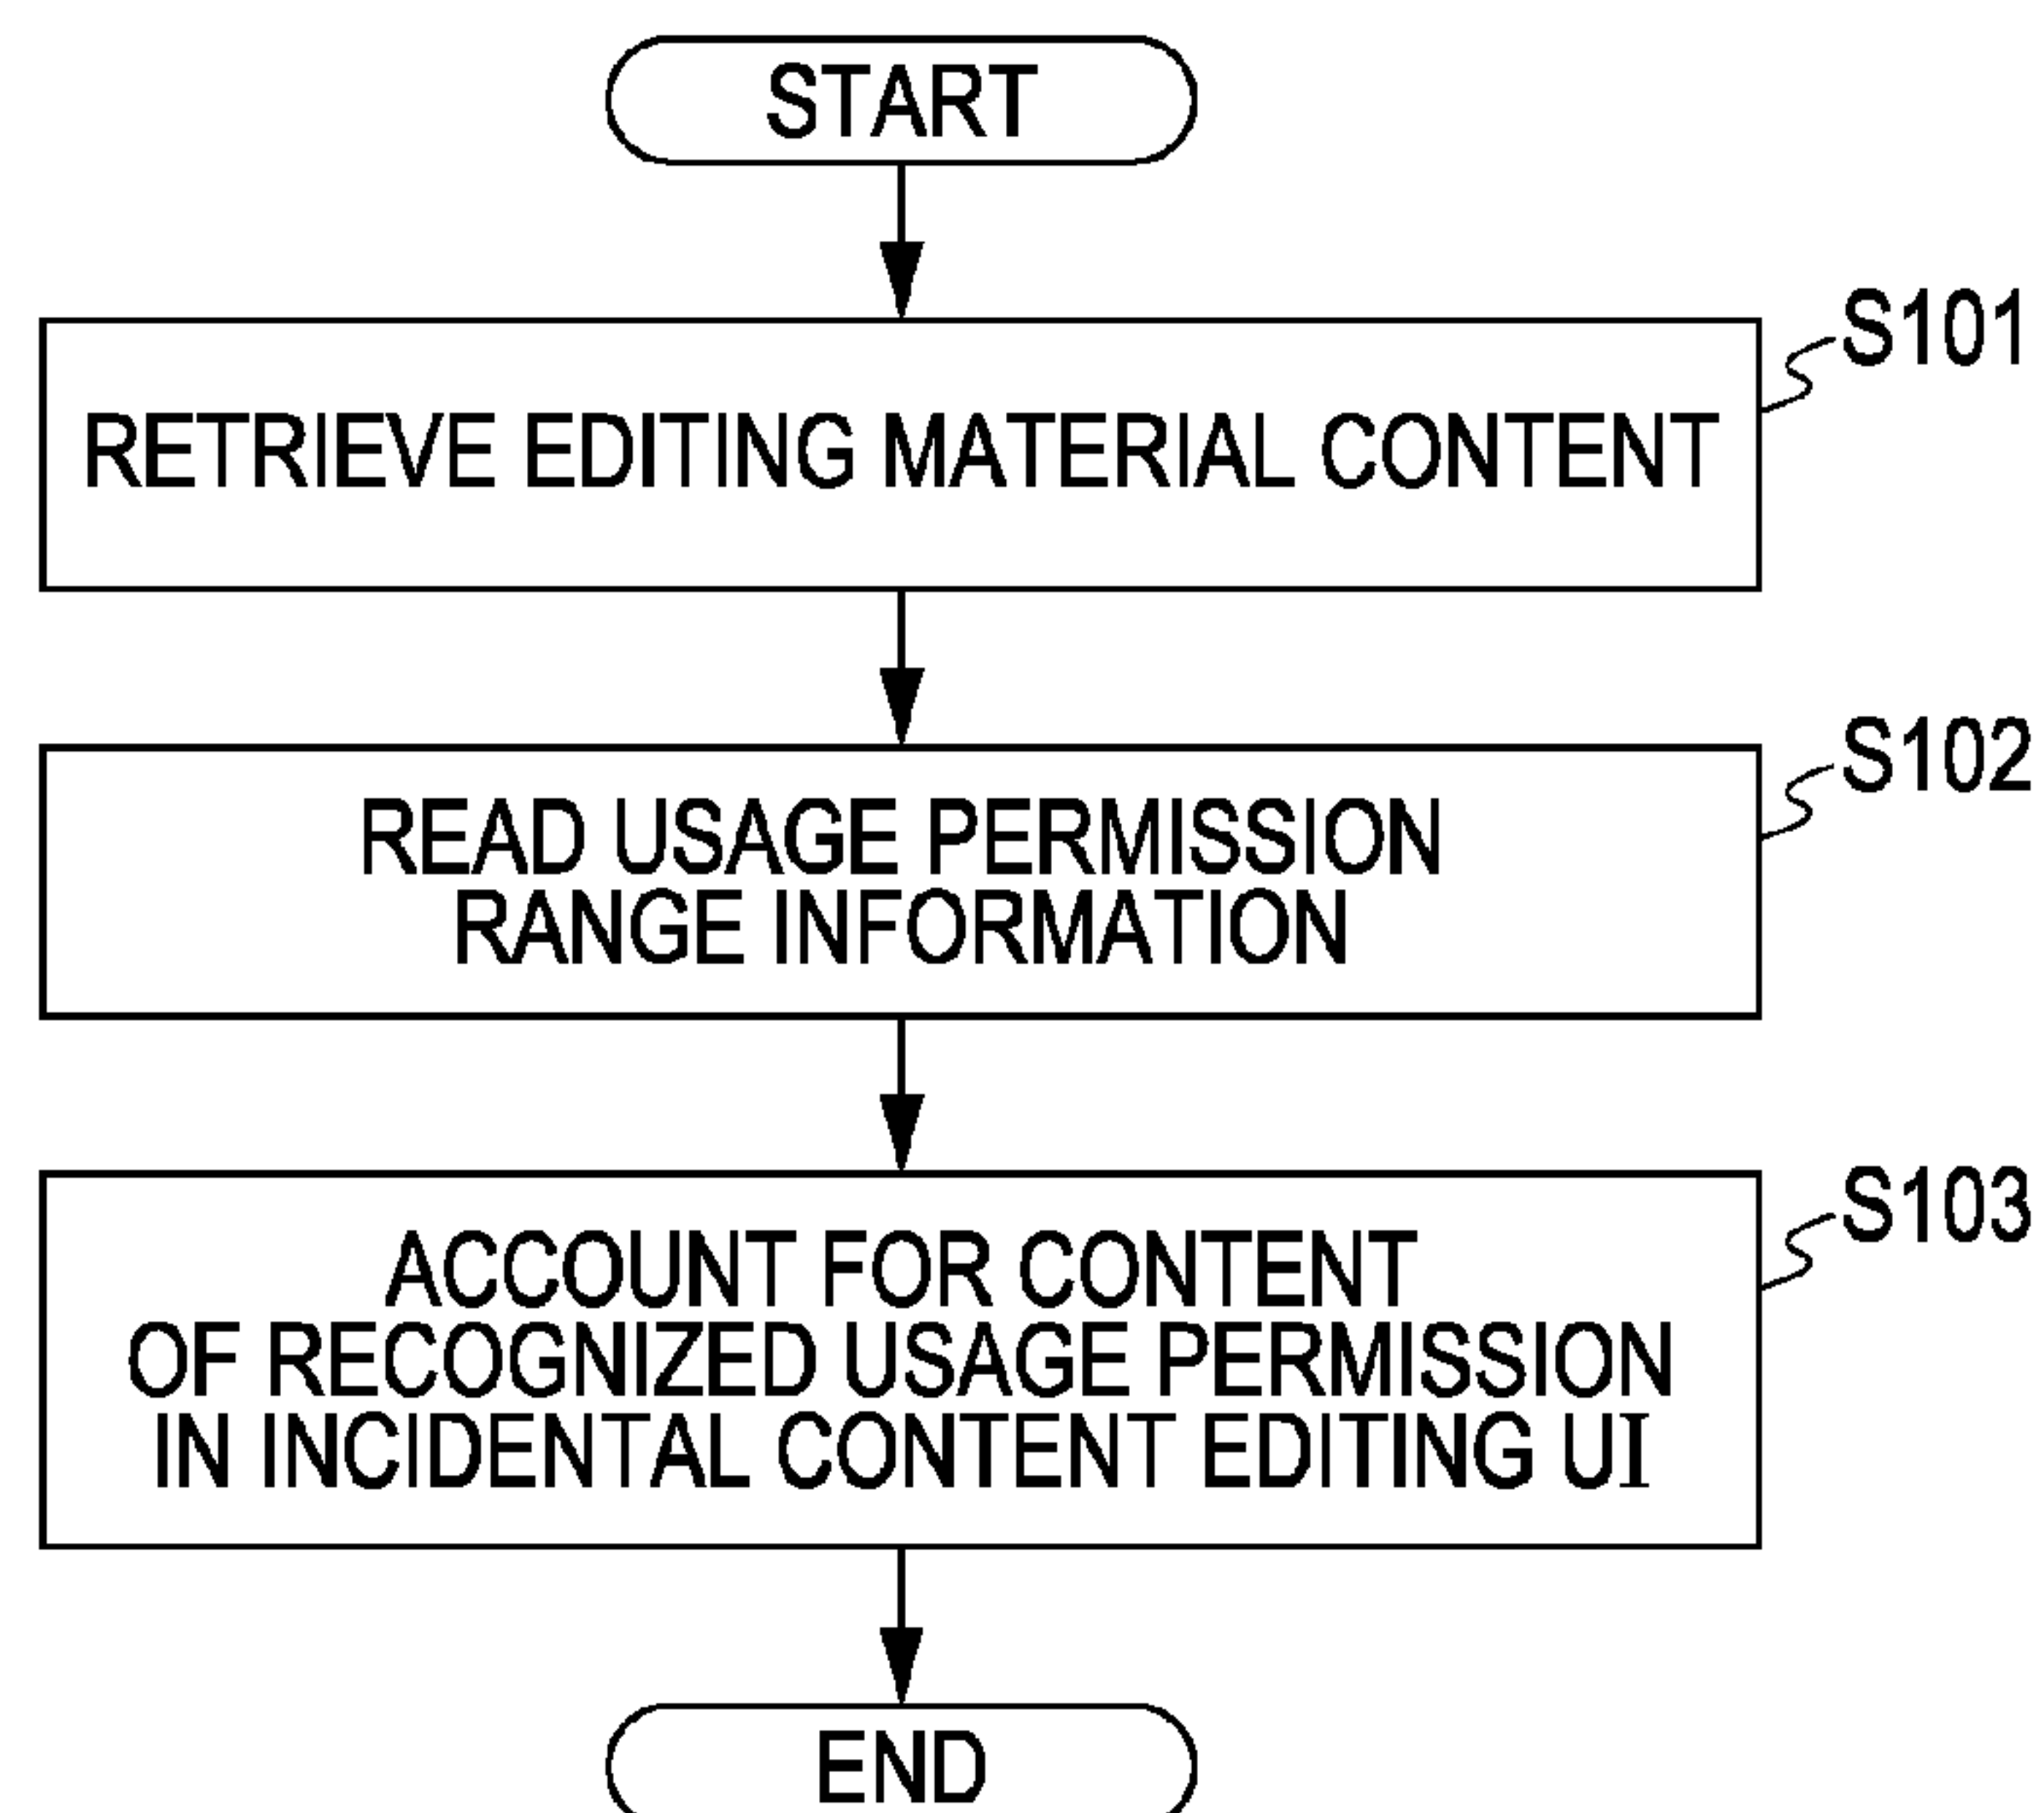 START
S101
RETRIEVE EDITING MATERIAL CONTENT
S102
READ USAGE PERMISSION
RANGE INFORMATION
S103
ACCOUNT FOR CONTENT
OF RECOGNIZED USAGE PERMISSION
IN INCIDENTAL CONTENT EDITING UI
END